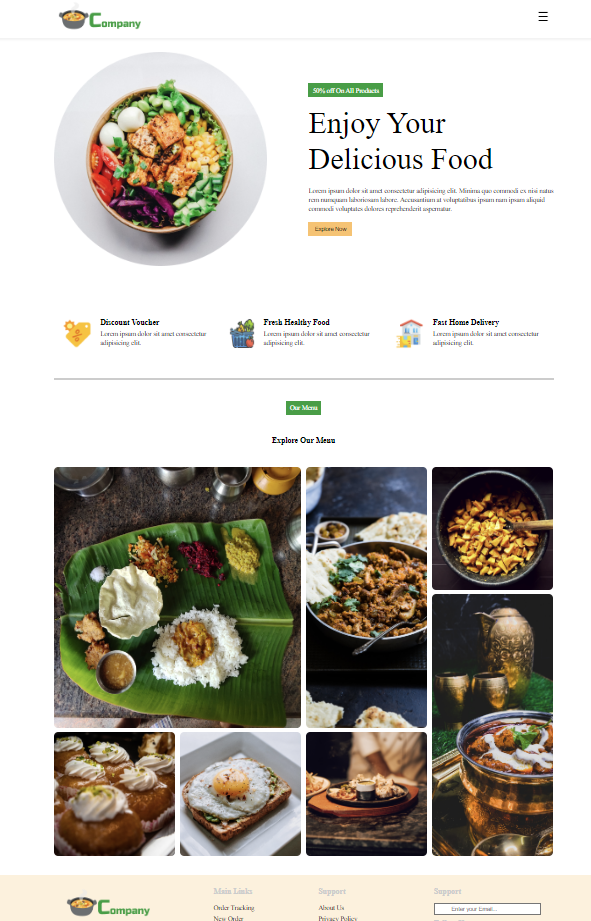 Company
☰
50% off On All Products
Enjoy Your
Delicious Food
Lorem ipsum dolor sit amet consectetur adipisicing elit. Minima quo commodi ex nisi natus
rem numquam laboriosam labore. Accusantium at voluptatibus ipsum nam ipsam aliquid
commodi voluptates dolores reprehenderit aspernatur.
Explore Now
Discount Voucher
Lorem ipsum dolor sit amet consectetur
adipisicing elit.
Fresh Healthy Food
Lorem ipsum dolor sit amet consectetur
adipisicing elit.
Fast Home Delivery
Lorem ipsum dolor sit amet consectetur
adipisicing elit.
Our Menu
Explore Our Menu
Company
Main Links
Order Tracking
New Order
Support
About Us
Privacy Policy
Support
Enter your Email...